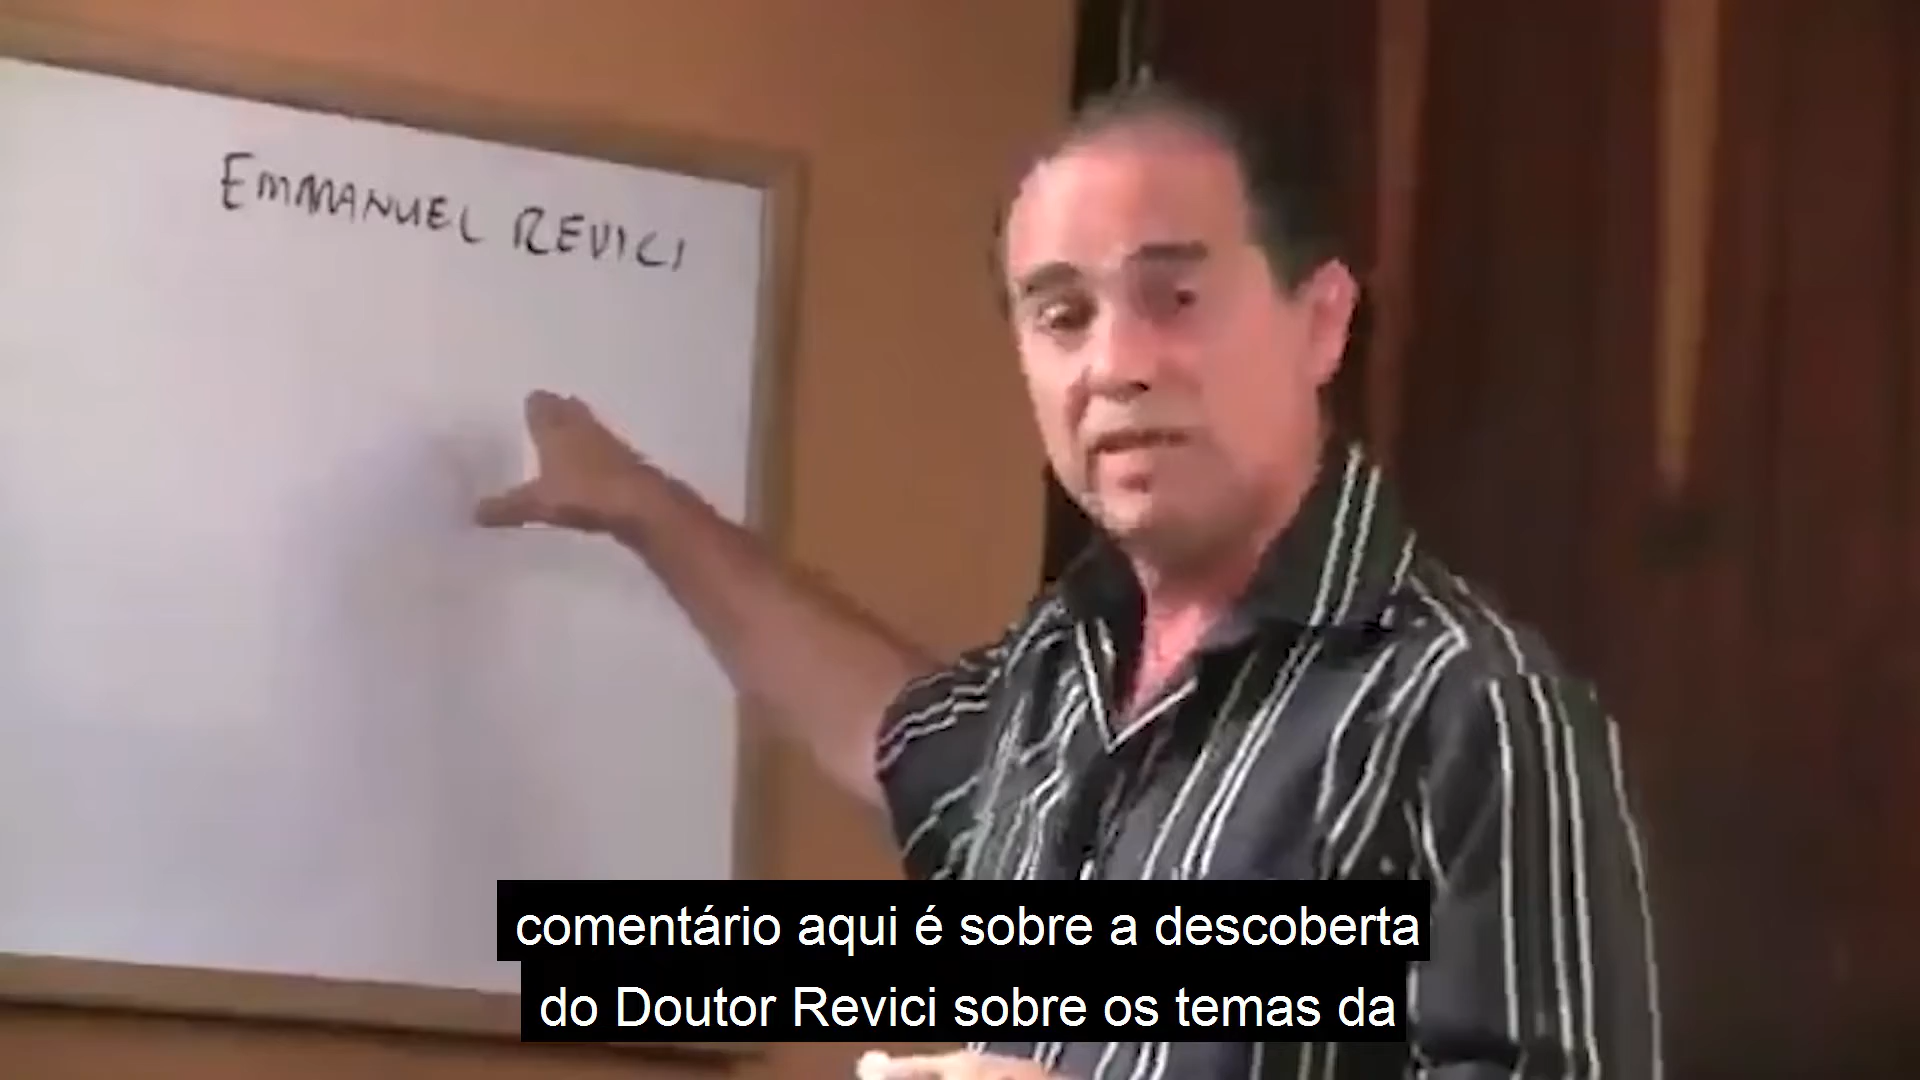 EMMANUEL REVICI
comentário aqui é sobre a descoberta
do Doutor Revici sobre os temas da